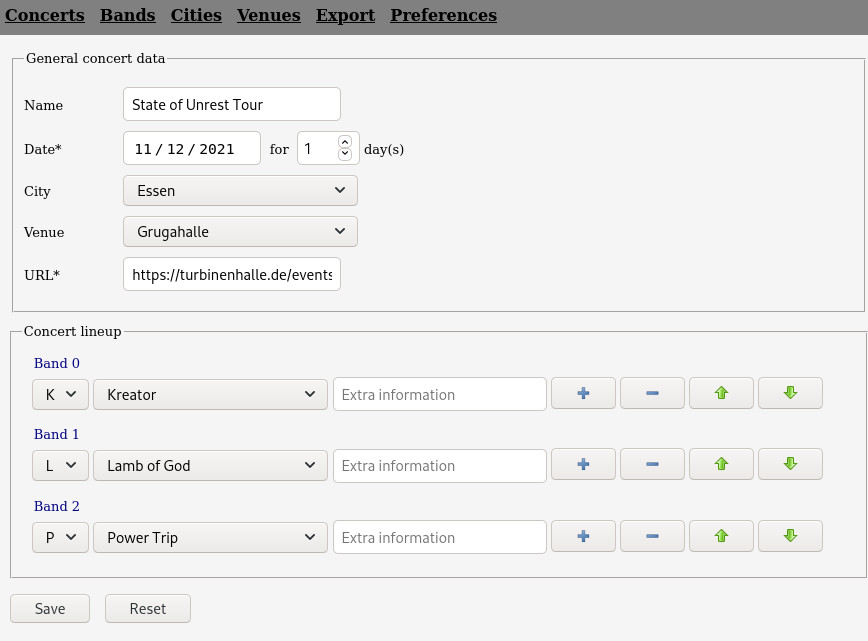 Concerts Bands Cities Venues Export Preferences
General concert data
Name State of Unrest Tour
Date* 11 / 12 / 2021 for 1 day(s)
City Essen
Venue Grugahalle
URL* https://turbinenhalle.de/events
Concert lineup
Band 0
K Kreator Extra information
Band 1
L Lamb of God Extra information
Band 2
P Power Trip Extra information
Save Reset